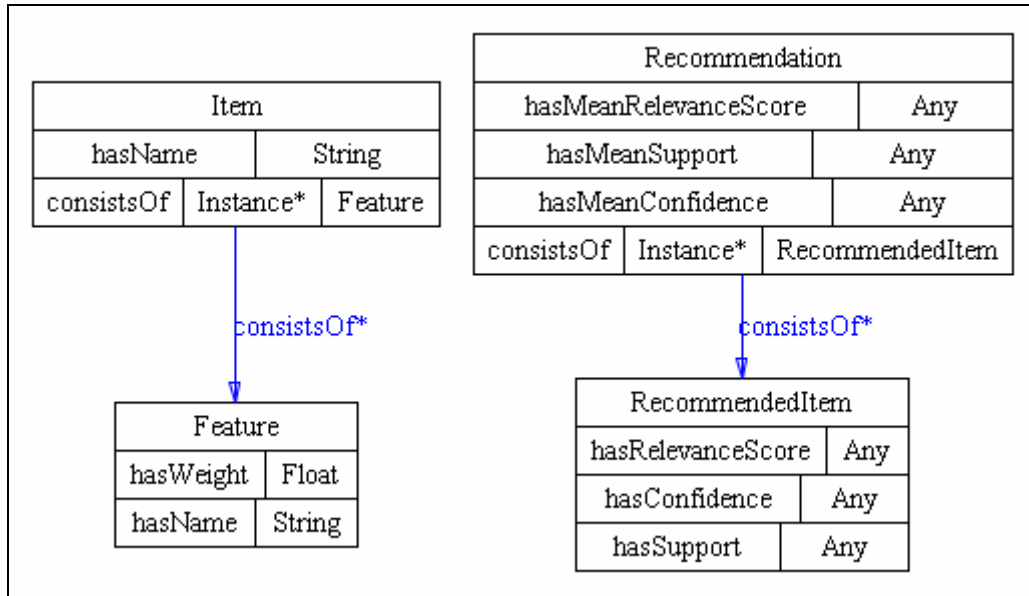 Item
hasName String
consistsOf Instance* Feature
consistsOf*
Feature
hasWeight Float
hasName String
Recommendation
hasMeanRelevanceScore Any
hasMeanSupport Any
hasMeanConfidence Any
consistsOf Instance* RecommendedItem
consistsOf*
RecommendedItem
hasRelevanceScore Any
hasConfidence Any
hasSupport Any